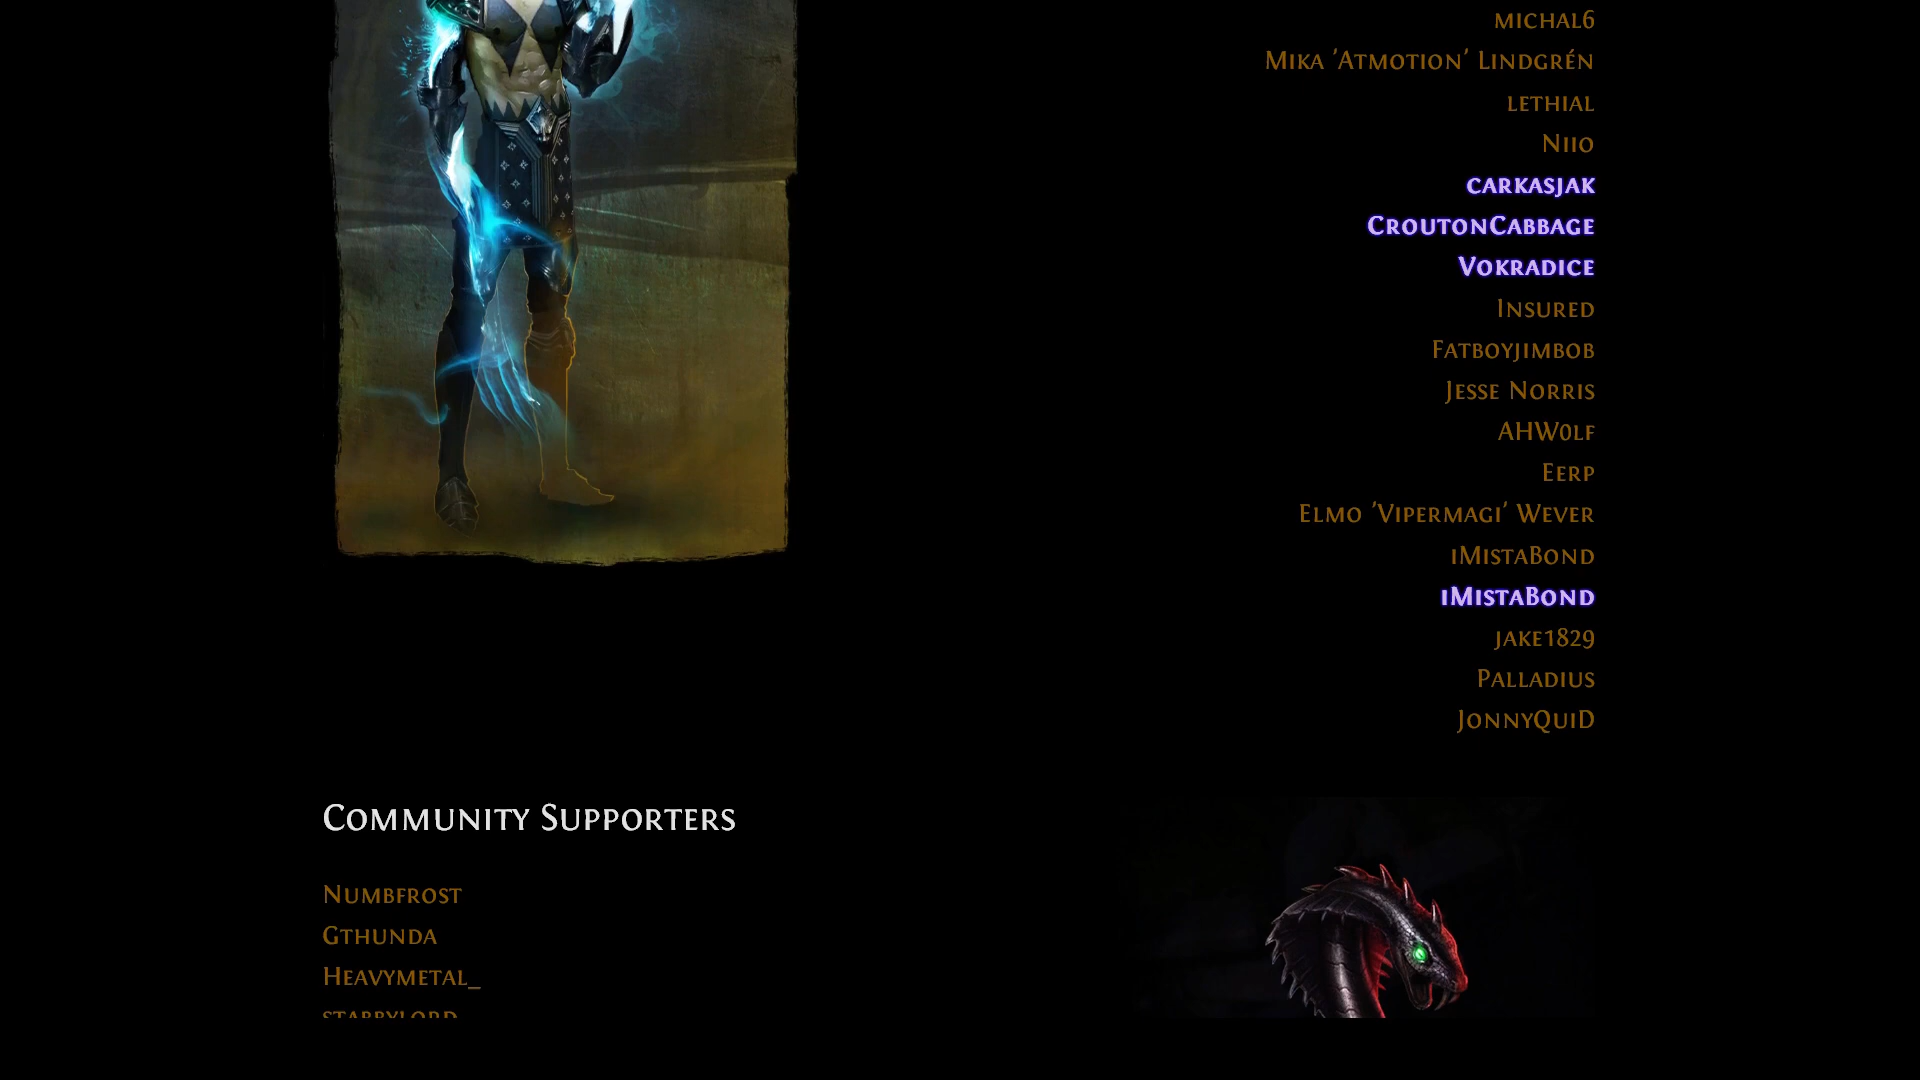 michal6
Mika 'Atmotion' Lindgrén
lethial
Niio
carkasjak
CroutonCabbage
Vokradice
Insured
Fatboyjimbob
Jesse Norris
AHW0lf
Eerp
Elmo 'Vipermagi' Wever
iMistaBond
iMistaBond
jake1829
Palladius
JonnyQuiD
Community Supporters
Numbfrost
Gthunda
Heavymetal_
stabbylord